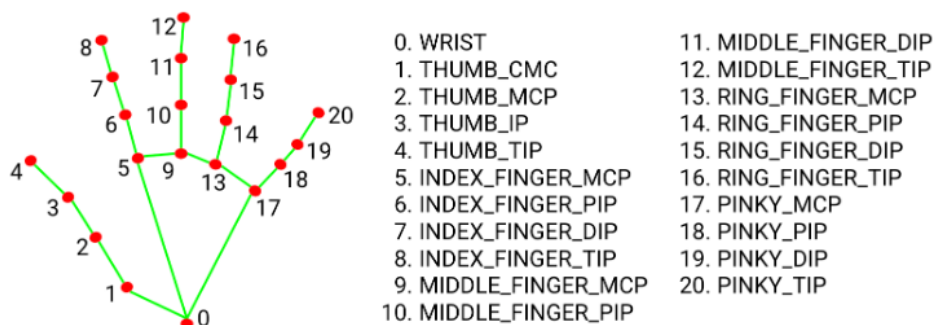 12
8
16
11
7
15
6
10
14
20
4
5
9
19
13
18
3
17
2
1
0
0. WRIST
1. THUMB_CMC
2. THUMB_MCP
3. THUMB_IP
4. THUMB_TIP
5. INDEX_FINGER_MCP
6. INDEX_FINGER_PIP
7. INDEX_FINGER_DIP
8. INDEX_FINGER_TIP
9. MIDDLE_FINGER_MCP
10. MIDDLE_FINGER_PIP
11. MIDDLE_FINGER_DIP
12. MIDDLE_FINGER_TIP
13. RING_FINGER_MCP
14. RING_FINGER_PIP
15. RING_FINGER_DIP
16. RING_FINGER_TIP
17. PINKY_MCP
18. PINKY_PIP
19. PINKY_DIP
20. PINKY_TIP